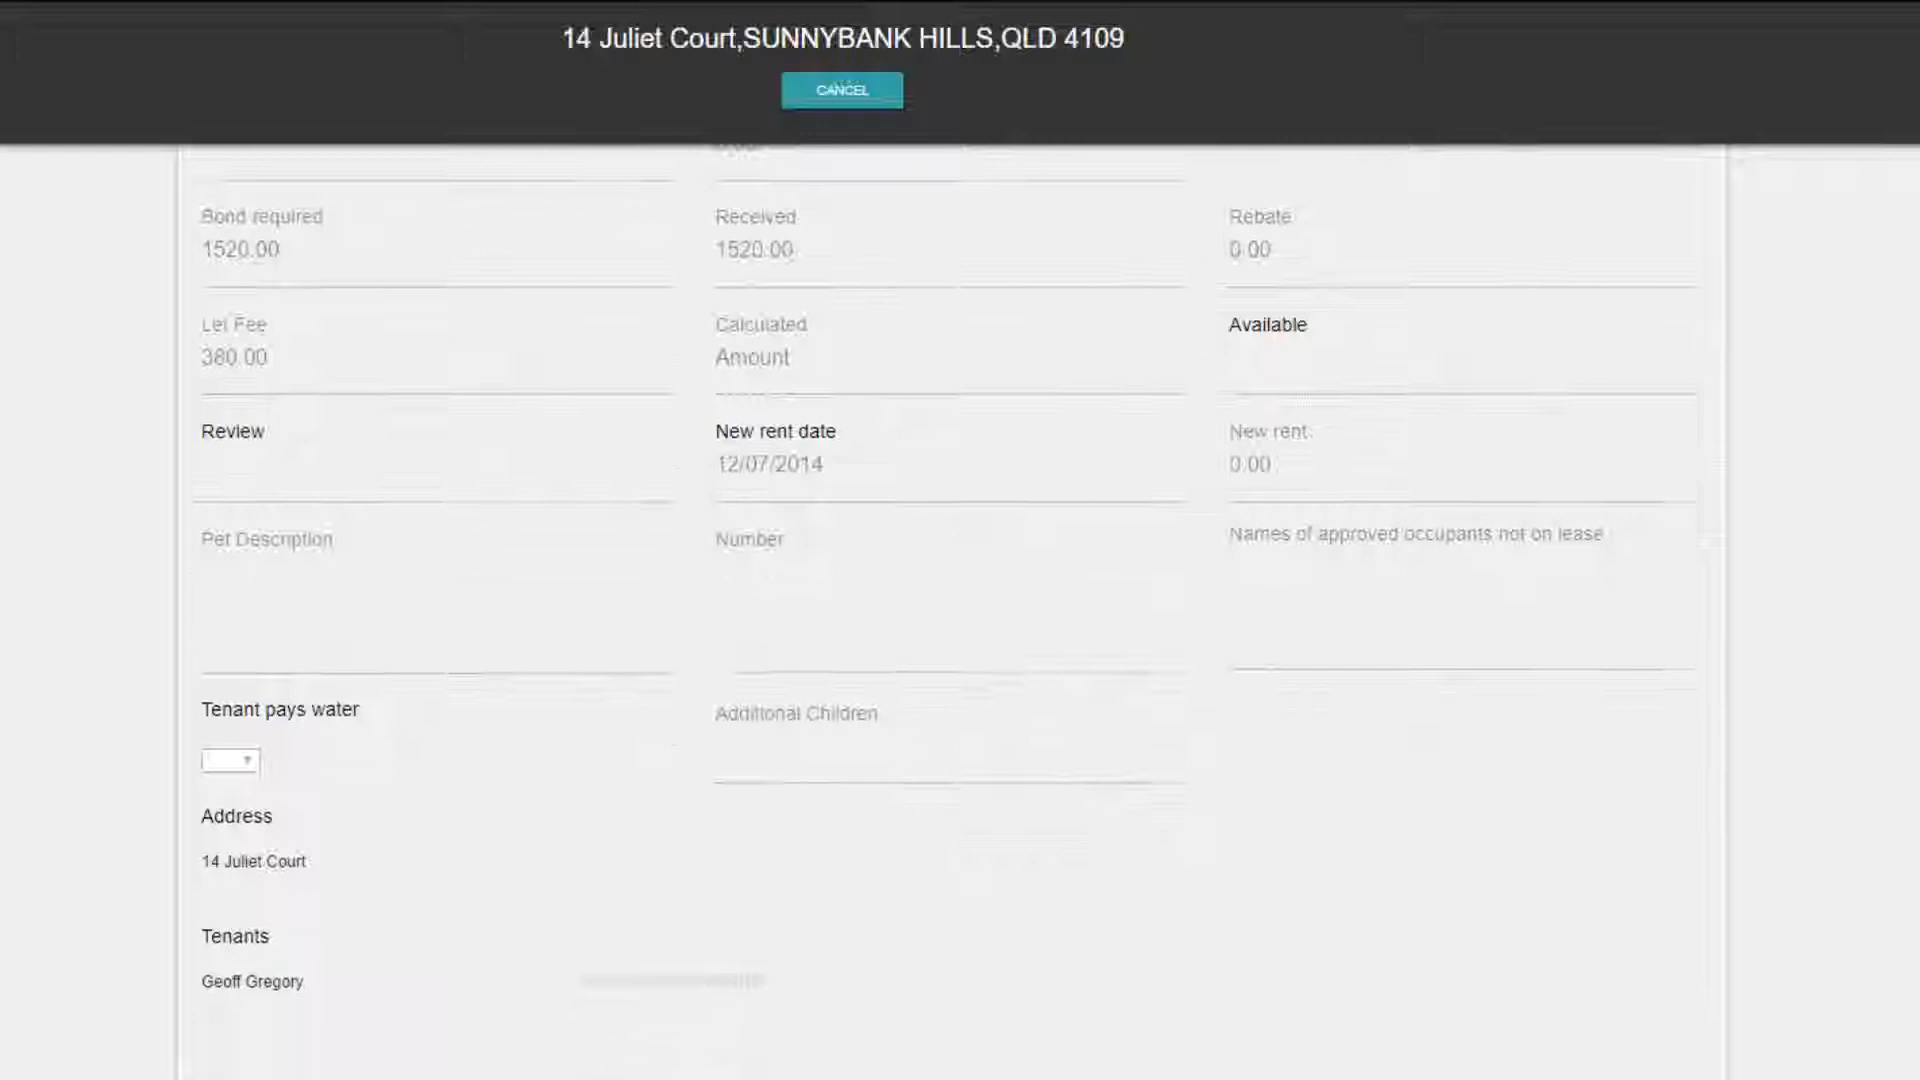 14 Juliet Court,SUNNYBANK HILLS,QLD 4109
CANCEL
Bond required
Received
Rebate
1520.00
1520.00
0.00
Let Fee
Calculated
Available
380.00
Amount
Review
New rent date
New rent
12/07/2014
0.00
Pet Description
Number
Names of approved occupants not on lease
Tenant pays water
Additional Children
Address
14 Juliet Court
Tenants
Geoff Gregory